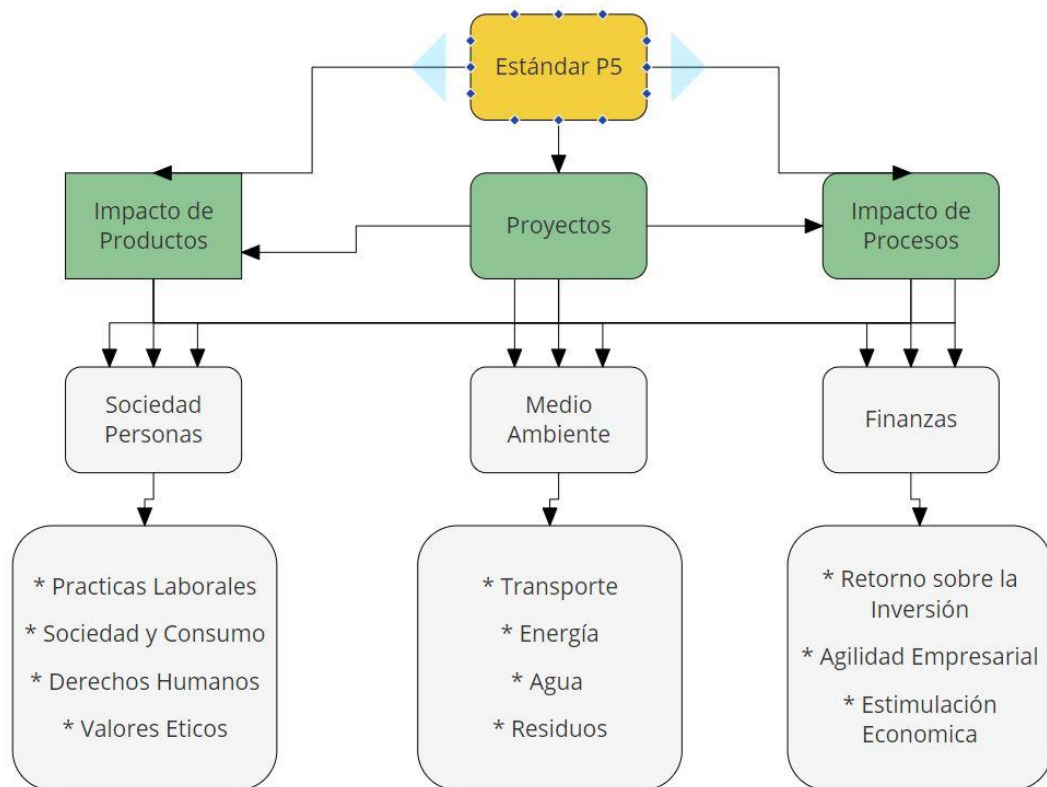 Estándar P5
Impacto de
Productos
Proyectos
Impacto de
Procesos
Sociedad
Personas
Medio
Ambiente
Finanzas
* Practicas Laborales
* Sociedad y Consumo
* Derechos Humanos
* Valores Eticos
* Transporte
* Energía
* Agua
* Residuos
* Retorno sobre la
Inversión
* Agilidad Empresarial
* Estimulación
Economica